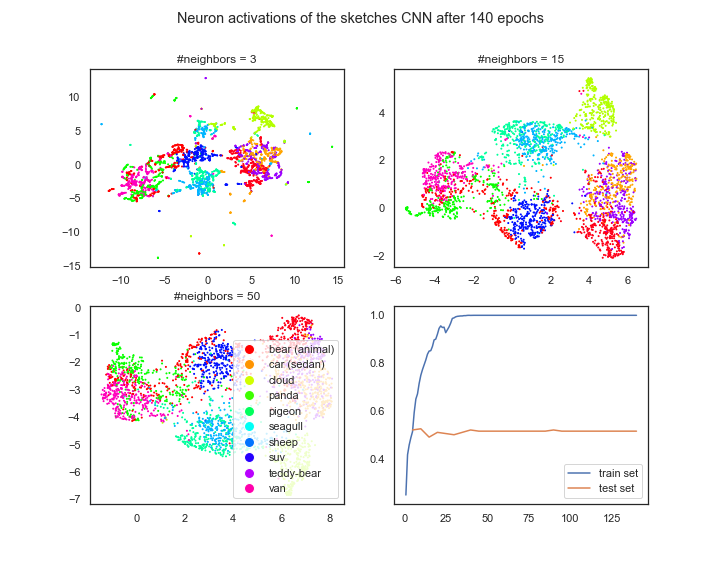 Neuron activations of the sketches CNN after 140 epochs
#neighbors = 3
10
5
0
−5
−10
−15
−10
−5
0
5
10
15
#neighbors = 15
4
2
0
−2
−6
−4
−2
0
2
4
6
#neighbors = 50
0
−1
−2
−3
−4
−5
−6
−7
0
2
4
6
8
bear (animal)
car (sedan)
cloud
panda
pigeon
seagull
sheep
suv
teddy-bear
van
1.0
0.8
0.6
0.4
0
25
50
75
100
125
train set
test set